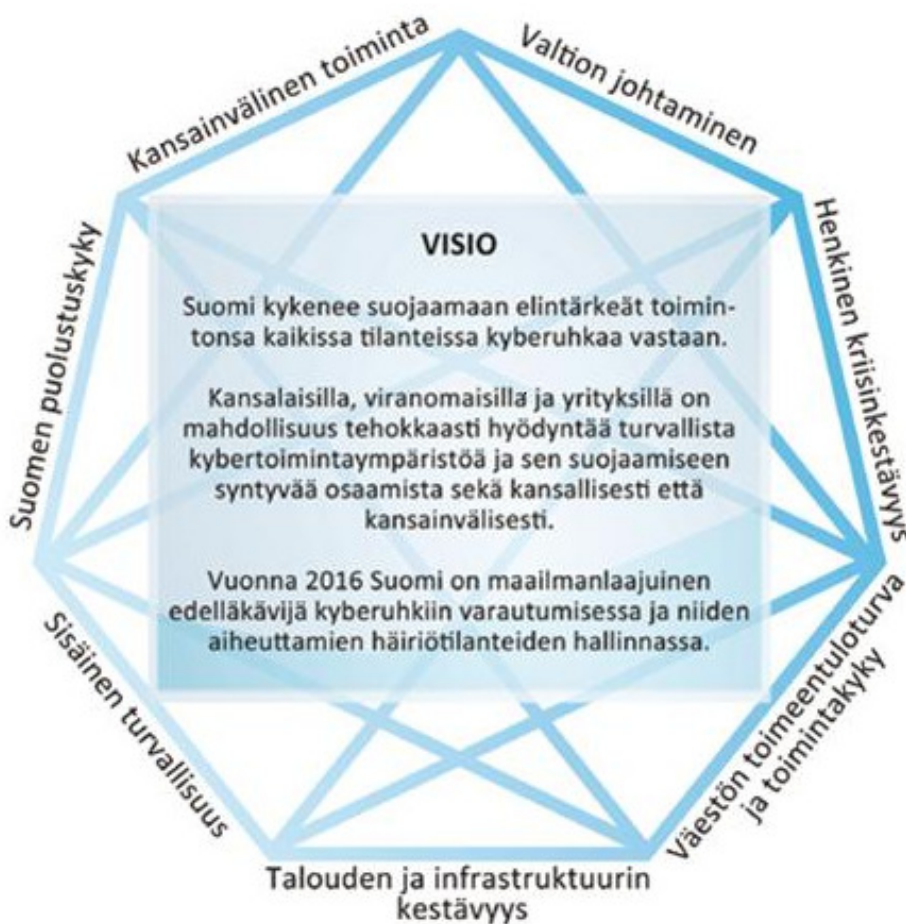 Kansainvälinen toiminta
Valtion johtaminen
Henkinen kriisinkestävyys
Väestön toimeentuloturva
ja toimintakyky
Talouden ja infrastruktuurin
kestävyys
Sisäinen turvallisuus
Suomen puolustuskyky
VISIO
Suomi kykenee suojaamaan elintärkeät toimin-
tonsa kaikissa tilanteissa kyberuhkaa vastaan.
Kansalaisilla, viranomaisilla ja yrityksillä on
mahdollisuus tehokkaasti hyödyntää turvallista
kybertoimintaympäristöä ja sen suojaamiseen
syntyvää osaamista sekä kansallisesti että
kansainvälisesti.
Vuonna 2016 Suomi on maailmanlaajuinen
edelläkävijä kyberuhkiin varautumisessa ja niiden
aiheuttamien häiriötilanteiden hallinnassa.